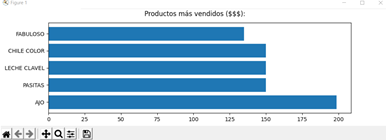 Figure 1
Productos más vendidos ($$$):
FABULOSO
CHILE COLOR
LECHE CLAVEL
PASITAS
AJO
0 25 50 75 100 125 150 175 200